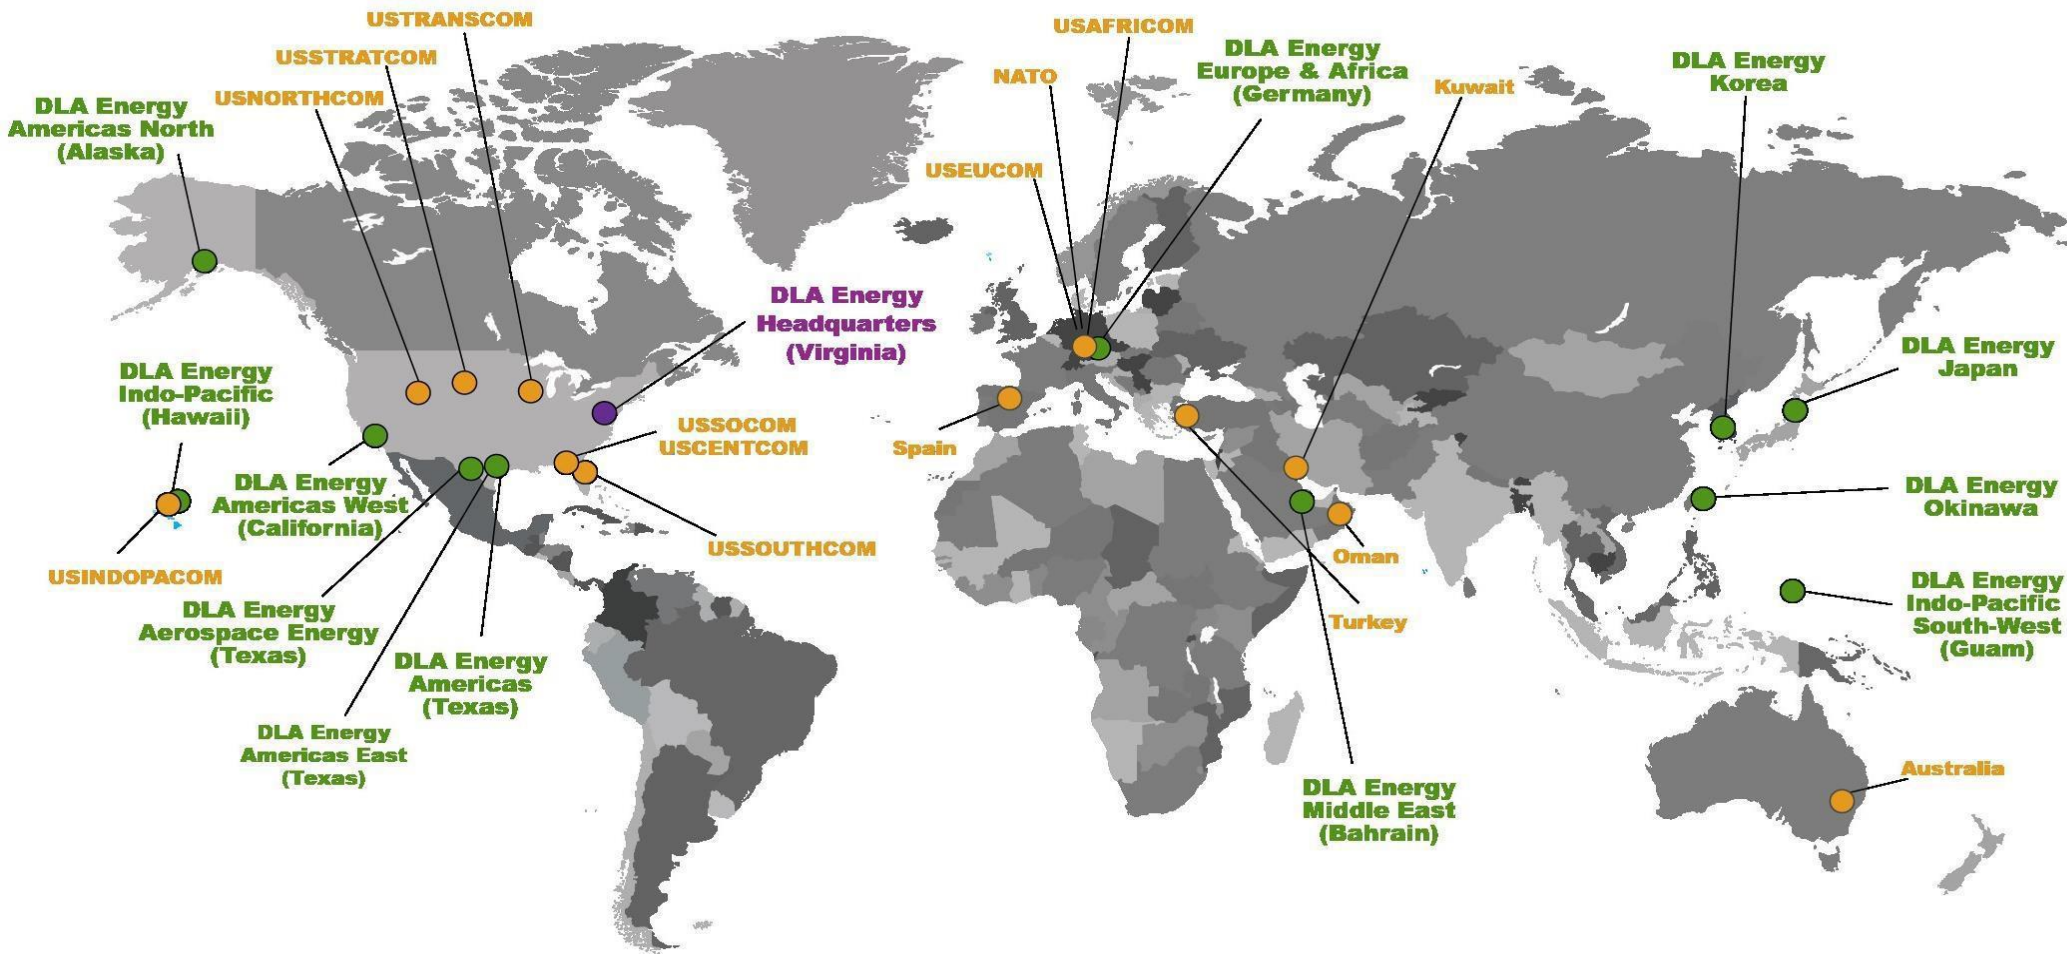 USTRANSCOM
USSTRATCOM
USNORTHCOM
DLA Energy
Americas North
(Alaska)
USAFRICOM
NATO
USEUCOM
DLA Energy
Europe & Africa
(Germany)
Kuwait
DLA Energy
Korea
DLA Energy
Headquarters
(Virginia)
DLA Energy
Indo-Pacific
(Hawaii)
DLA Energy
Japan
USSOCOM
USCENTCOM
Spain
DLA Energy
Americas West
(California)
DLA Energy
Okinawa
USSOUTHCOM
Oman
USINDOPACOM
DLA Energy
Aerospace Energy
(Texas)
Turkey
DLA Energy
Indo-Pacific
South-West
(Guam)
DLA Energy
Americas
(Texas)
DLA Energy
Americas East
(Texas)
DLA Energy
Middle East
(Bahrain)
Australia